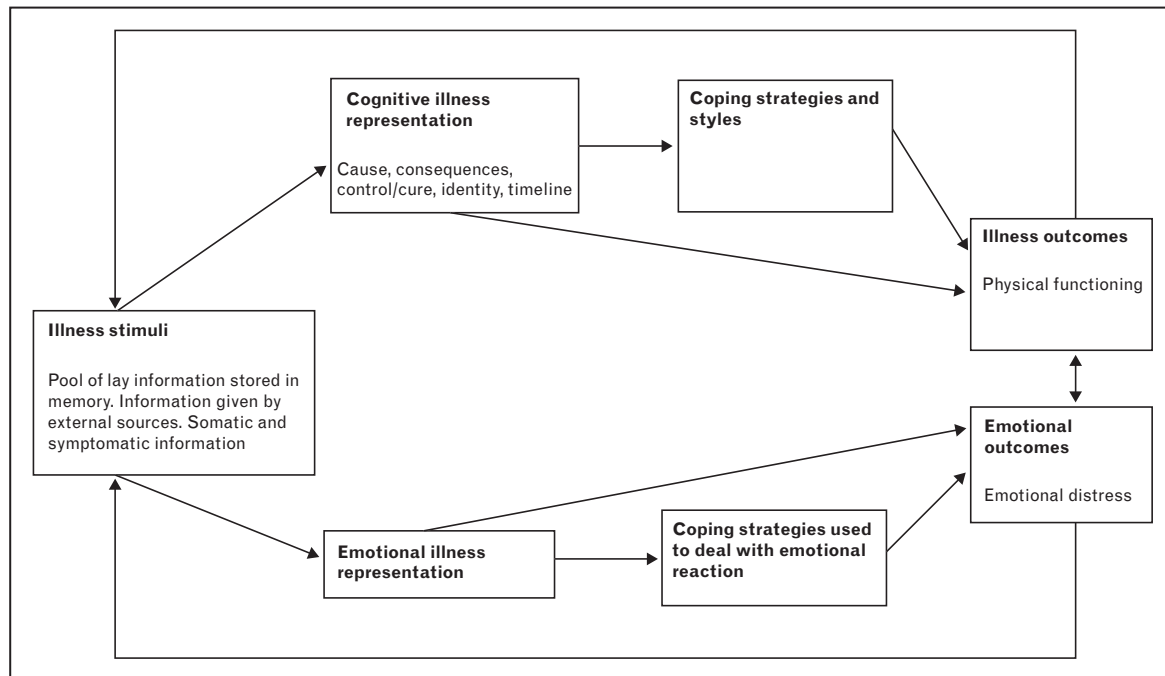 Cognitive illness
representation
Cause, consequences,
control/cure, identity, timeline
Coping strategies and
styles
Illness outcomes
Physical functioning
Illness stimuli
Pool of lay information stored in
memory. Information given by
external sources. Somatic and
symptomatic information
Emotional
outcomes
Emotional distress
Emotional illness
representation
Coping strategies used
to deal with emotional
reaction